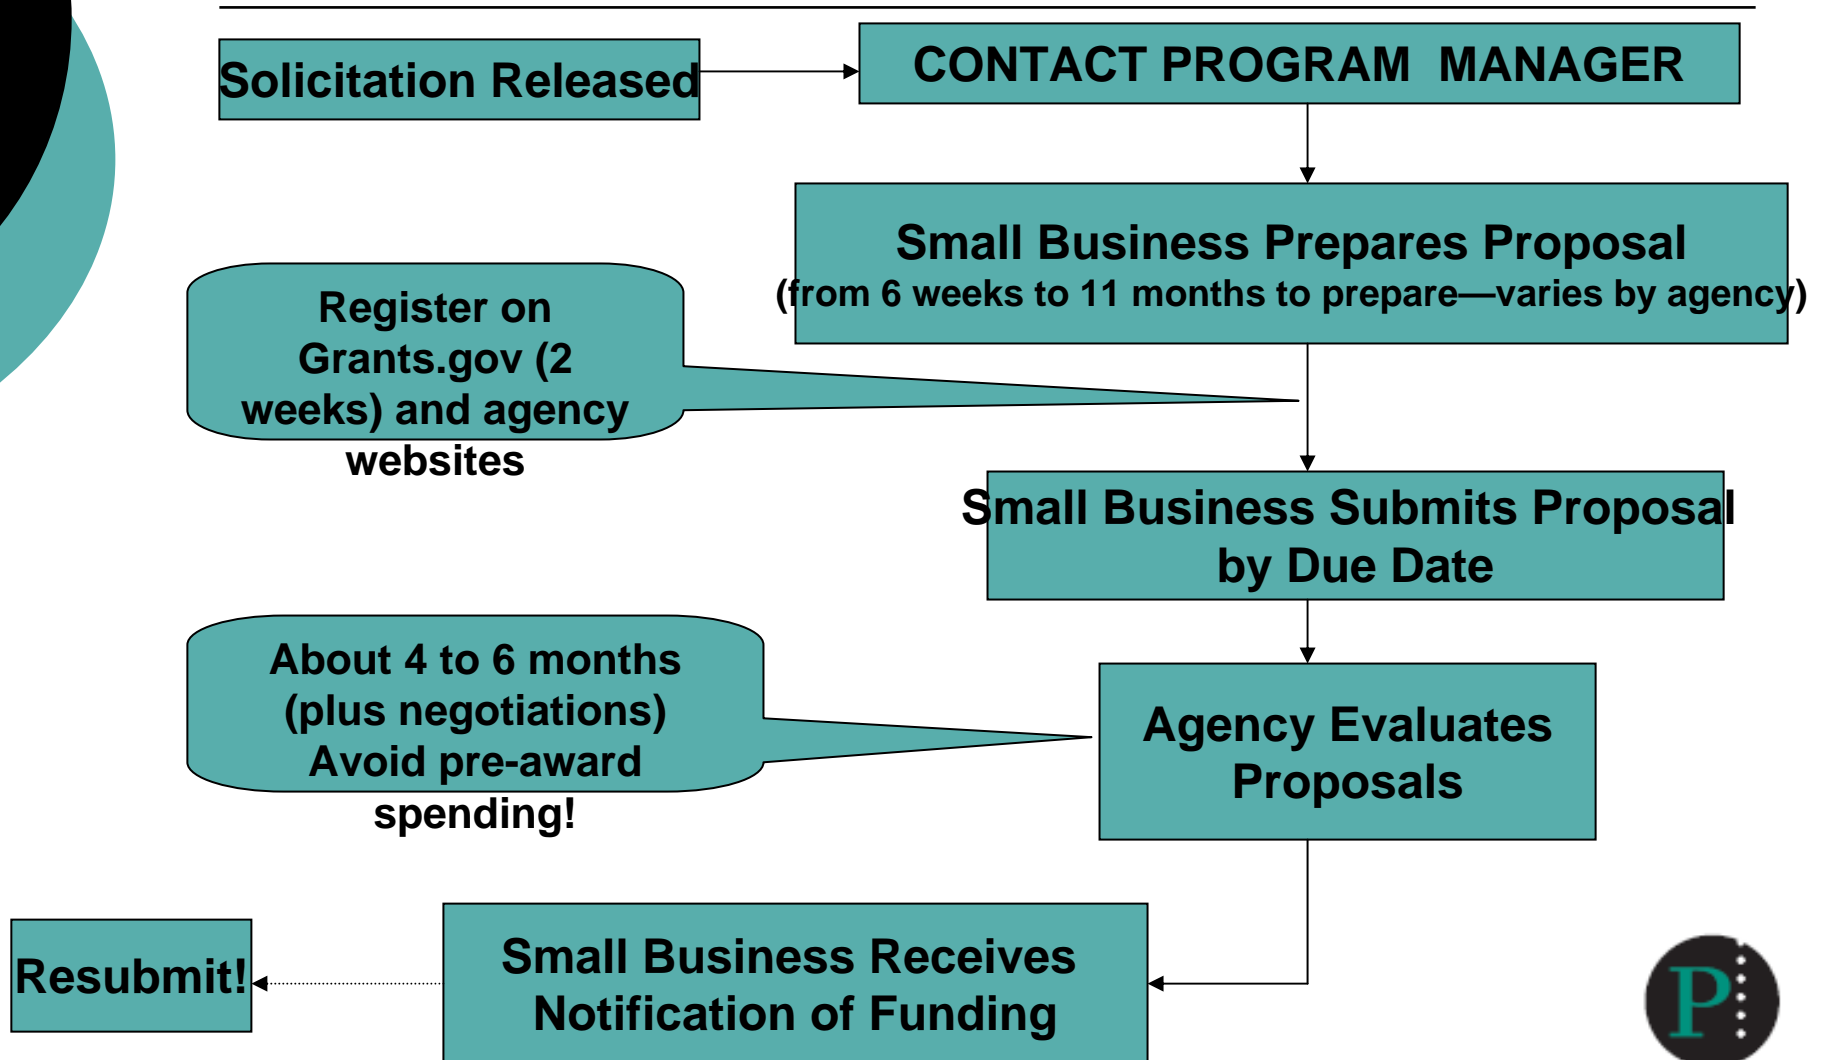 Solicitation Released
CONTACT PROGRAM  MANAGER
Small Business Prepares Proposal
(from 6 weeks to 11 months to prepare—varies by agency)
Register on
Grants.gov (2
weeks) and agency
websites
Small Business Submits Proposal
by Due Date
About 4 to 6 months
(plus negotiations)
Avoid pre-award
spending!
Agency Evaluates
Proposals
Resubmit!
Small Business Receives
Notification of Funding
P